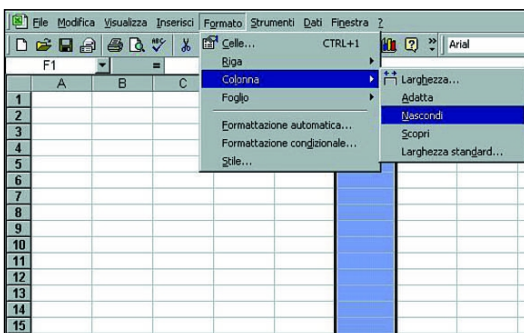 File Modifica Visualizza Inserisci Formato Strumenti Dati Finestra ?
Arial
F1 =
A B C
Celle... CTRL+1
Riga
Colonna
Foglio
Formattazione automatica...
Formattazione condizionale...
Stile...
Larghezza...
Adatta
Nascondi
Scopri
Larghezza standard...
1
2
3
4
5
6
7
8
9
10
11
12
13
14
15